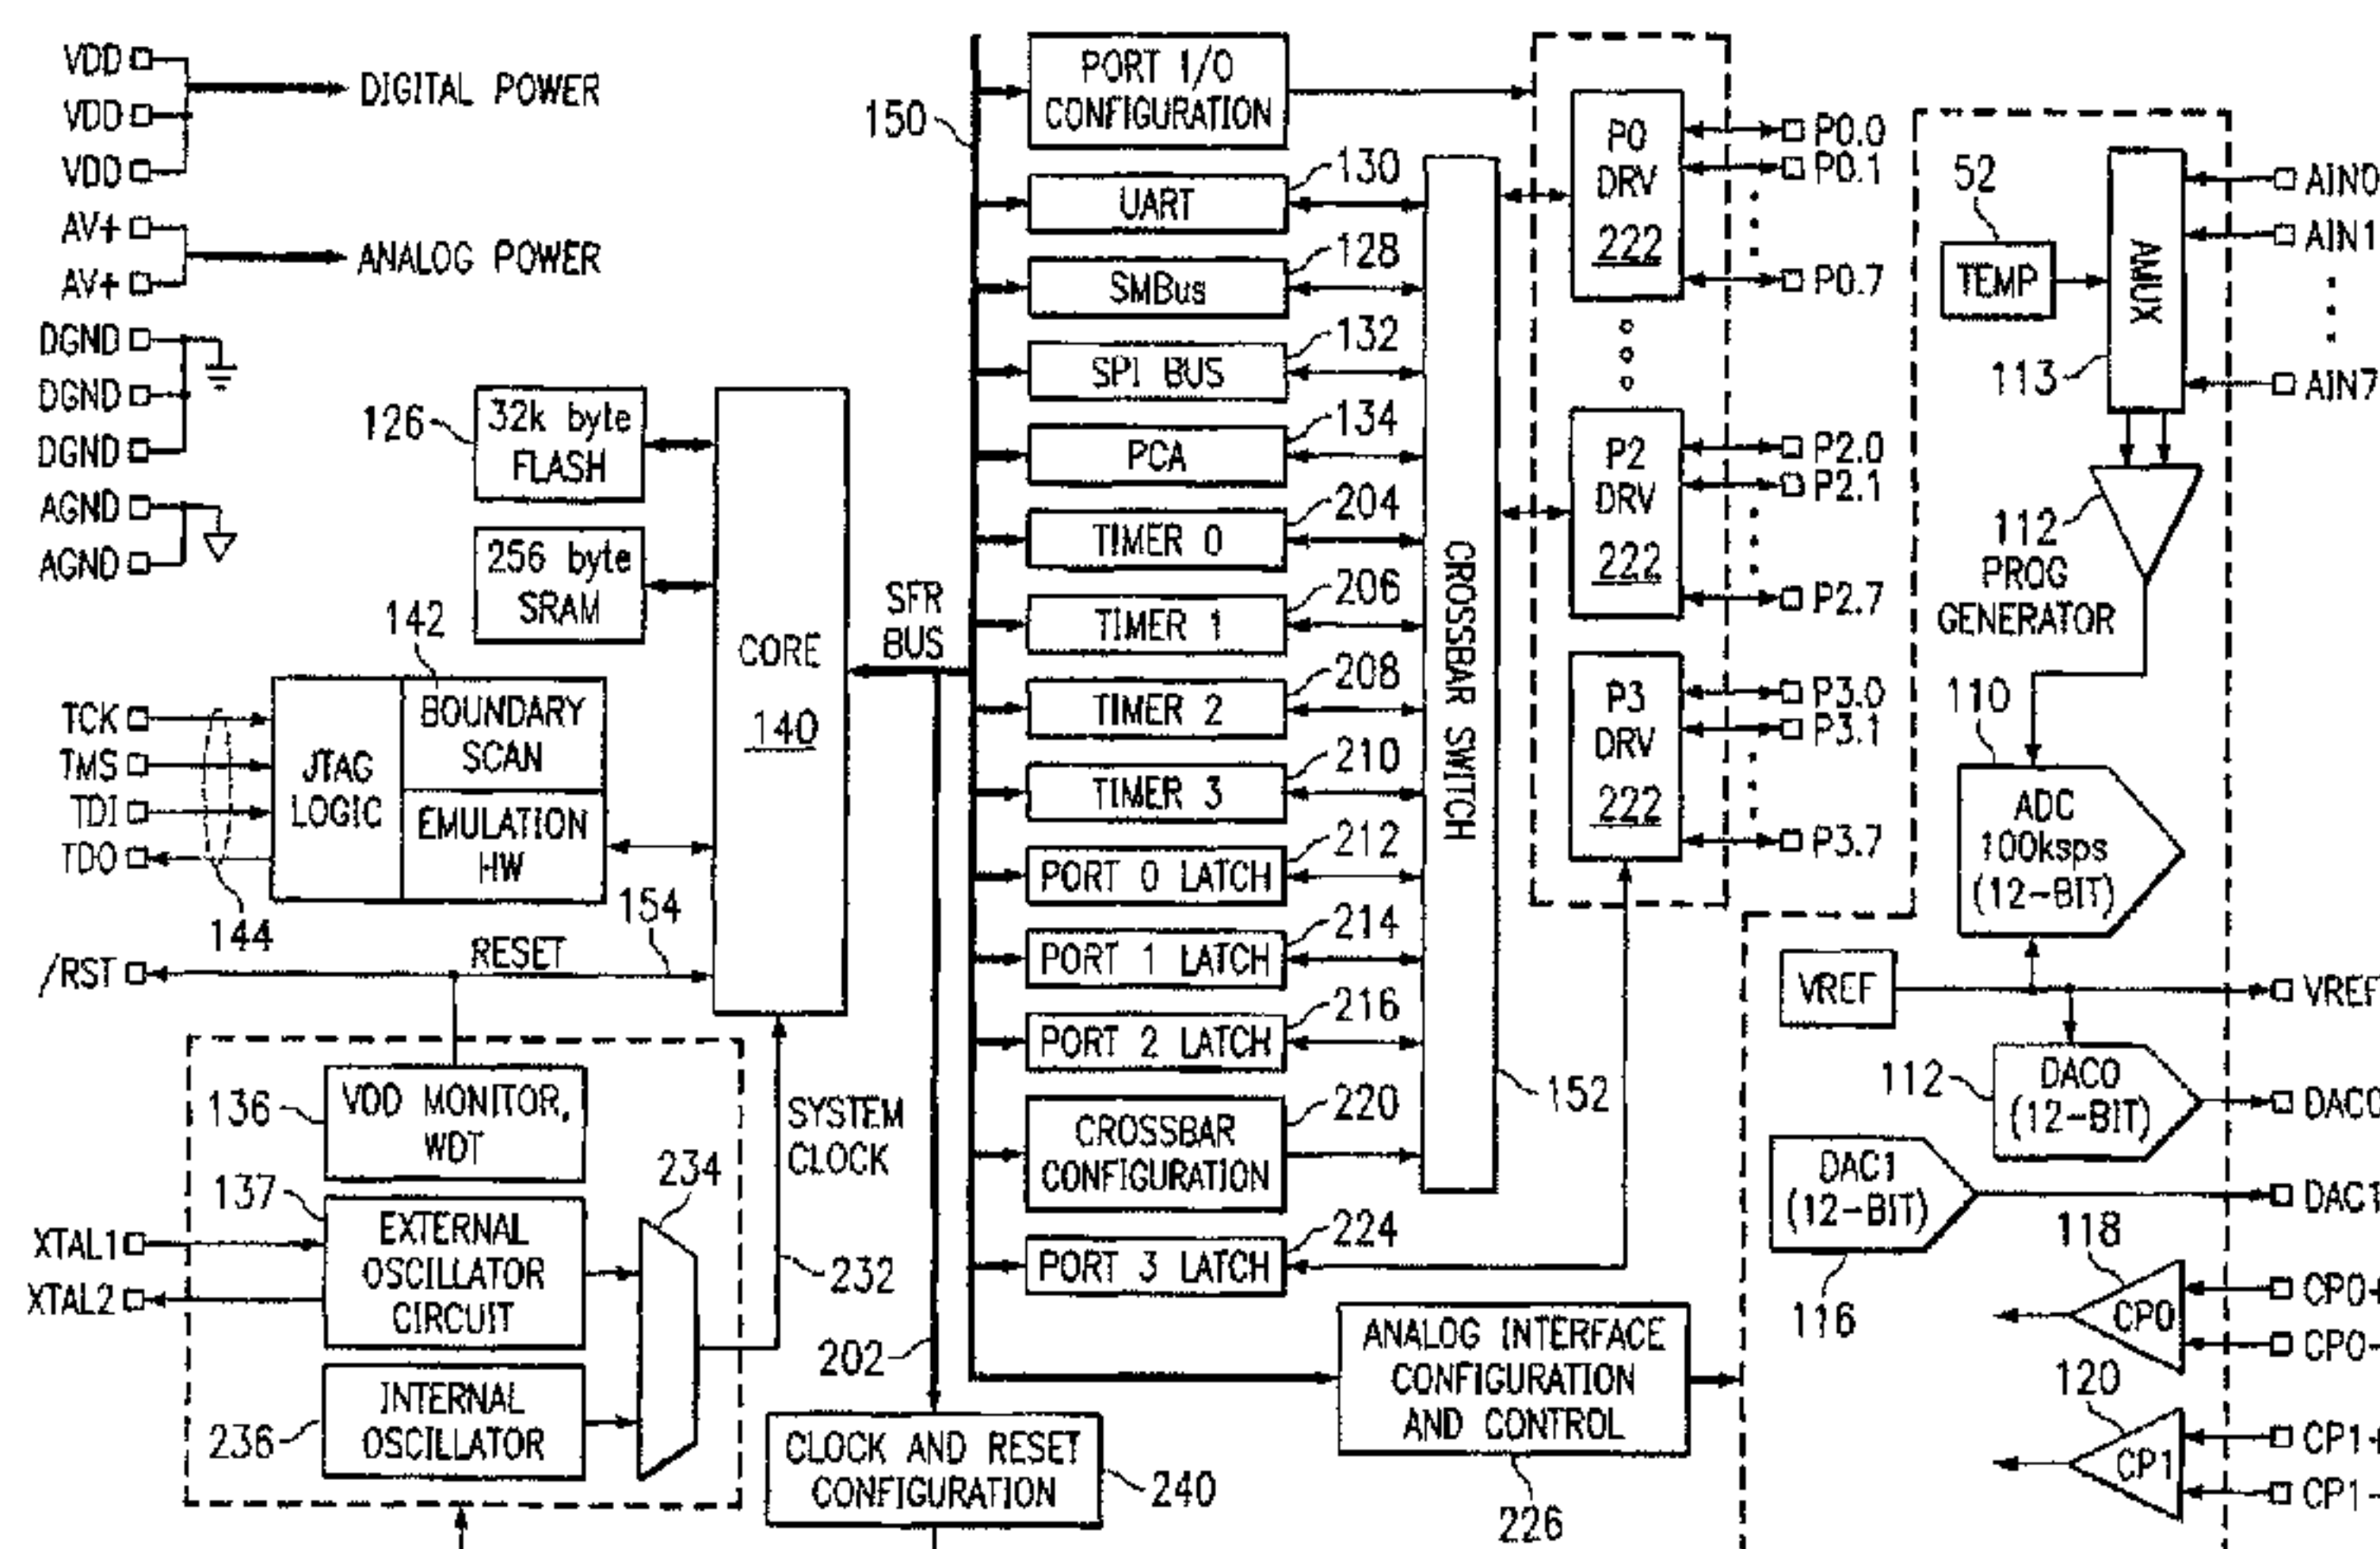 VDD
VDD
VDD
DIGITAL POWER
AV+
AV+
ANALOG POWER
DGND
DGND
DGND
AGND
AGND
126
32k byte
FLASH
256 byte
SRAM
142
TCK
TMS
TDI
TDO
JTAG
LOGIC
BOUNDARY
SCAN
EMULATION
HW
144
CORE
140
154
/RST
RESET
136
VDD MONITOR,
WDT
137
XTAL1
XTAL2
EXTERNAL
OSCILLATOR
CIRCUIT
236
INTERNAL
OSCILLATOR
234
SYSTEM
CLOCK
232
SFR
BUS
202
CLOCK AND RESET
CONFIGURATION
240
150
PORT I/O
CONFIGURATION
UART
130
SMBus
128
SPI BUS
132
PCA
134
TIMER 0
204
TIMER 1
206
TIMER 2
208
TIMER 3
210
PORT 0 LATCH
212
PORT 1 LATCH
214
PORT 2 LATCH
216
CROSSBAR
CONFIGURATION
220
PORT 3 LATCH
224
CROSSBAR SWITCH
152
ANALOG INTERFACE
CONFIGURATION
AND CONTROL
226
P0
DRV
222
P0.0
P0.1
P0.7
P2
DRV
222
P2.0
P2.1
P2.7
P3
DRV
222
P3.0
P3.1
P3.7
52
TEMP
AMUX
113
AIN0
AIN1
AIN7
112
PROG
GENERATOR
110
ADC
100ksps
(12-BIT)
VREF
VREF
112
DAC0
(12-BIT)
DAC0
DAC1
(12-BIT)
DAC1
116
118
CP0
CP0+
CP0-
120
CP1
CP1+
CP1-